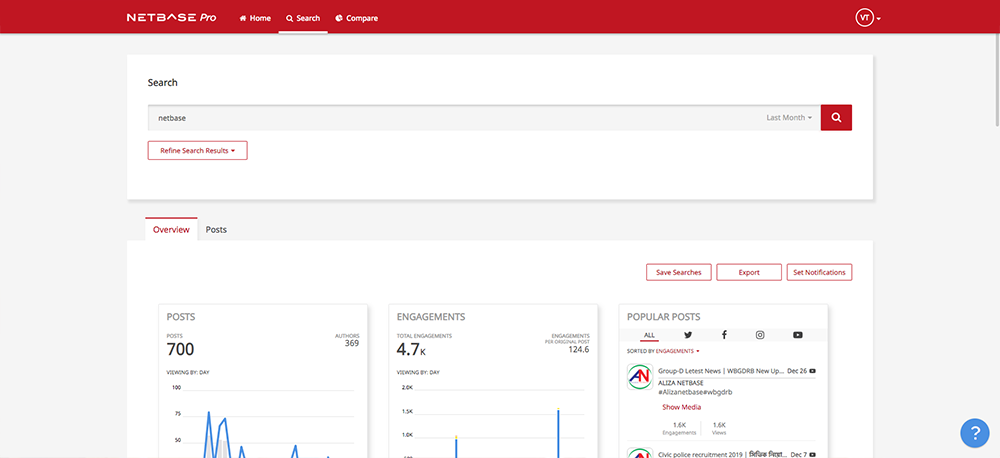 NETBASE Pro Home Search Compare VT
Search
netbase Last Month
Refine Search Results
Overview Posts
Save Searches Export Set Notifications
POSTS
POSTS AUTHORS
700 369
VIEWING BY: DAY
100
75
50
ENGAGEMENTS
TOTAL ENGAGEMENTS ENGAGEMENTS
PER ORIGINAL POST
4.7K 124.6
VIEWING BY: DAY
2.0K
1.5K
1.0K
POPULAR POSTS
ALL
SORTED BY ENGAGEMENTS
AN Group-D Letest News | WBGDRB New Up... Dec 26
ALIZA NETBASE
#Alizanetbase#wbgdrb
Show Media
1.6K 1.6K
Engagements Views
Civic police recruitment 2019 | Dec 7
?